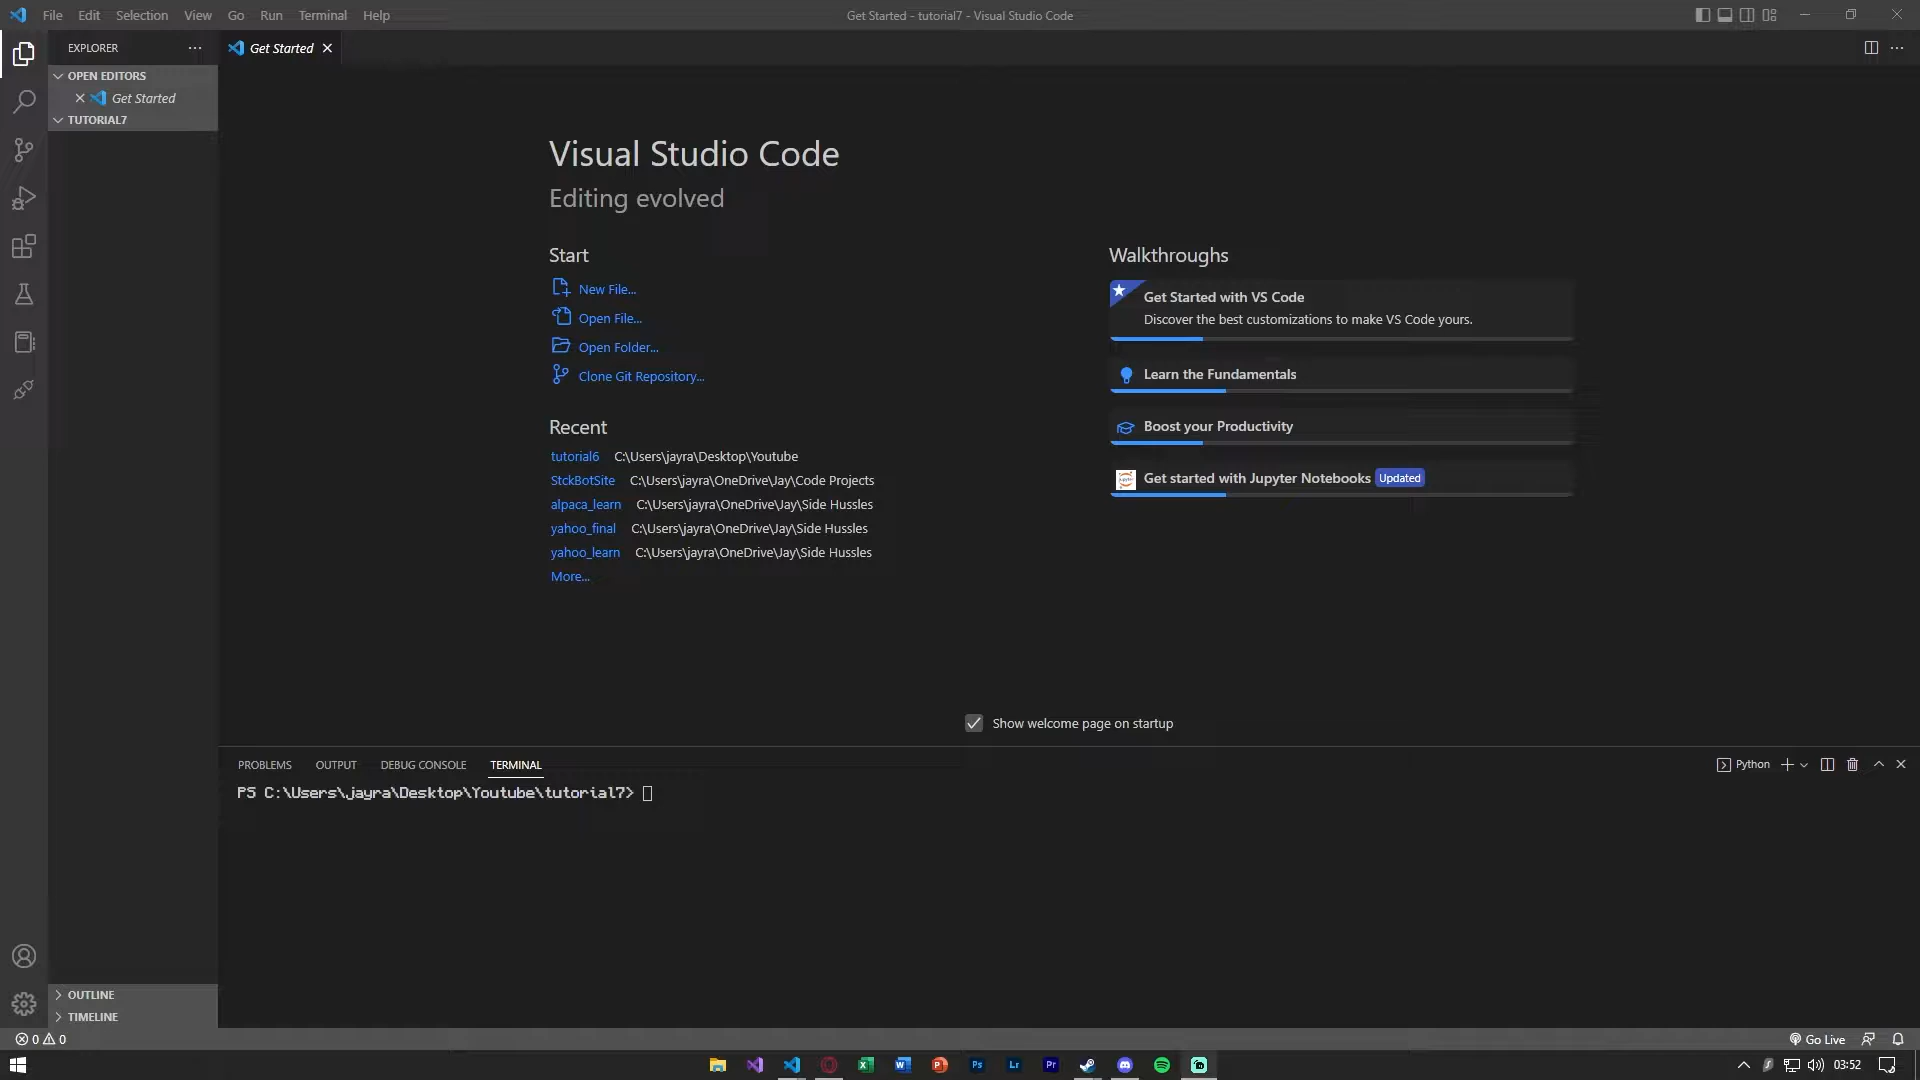 File Edit Selection View Go Run Terminal Help
Get Started - tutorial7 - Visual Studio Code
EXPLORER
Get Started
OPEN EDITORS
Get Started
TUTORIAL7
Visual Studio Code
Editing evolved
Start
New File...
Open File...
Open Folder...
Clone Git Repository...
Recent
tutorial6 C:\Users\jayra\Desktop\Youtube
StckBotSite C:\Users\jayra\OneDrive\Jay\Code Projects
alpaca_learn C:\Users\jayra\OneDrive\Jay\Side Hussles
yahoo_final C:\Users\jayra\OneDrive\Jay\Side Hussles
yahoo_learn C:\Users\jayra\OneDrive\Jay\Side Hussles
More...
Walkthroughs
Get Started with VS Code
Discover the best customizations to make VS Code yours.
Learn the Fundamentals
Boost your Productivity
Get started with Jupyter Notebooks Updated
Show welcome page on startup
PROBLEMS OUTPUT DEBUG CONSOLE TERMINAL
Python
PS C:\Users\jayra\Desktop\Youtube\tutorial7>
OUTLINE
TIMELINE
0 0
Go Live
Ps Lr Pr
03:52